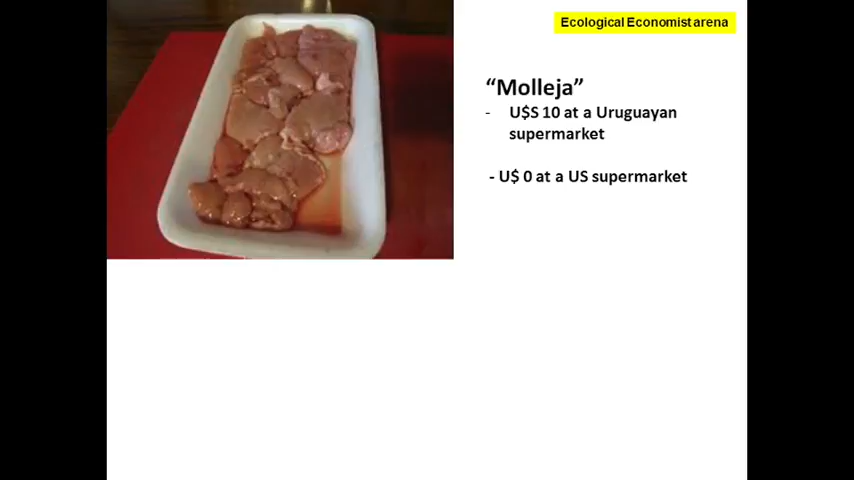 Ecological Economist arena
“Molleja”
- U$S 10 at a Uruguayan
supermarket
- U$ 0 at a US supermarket